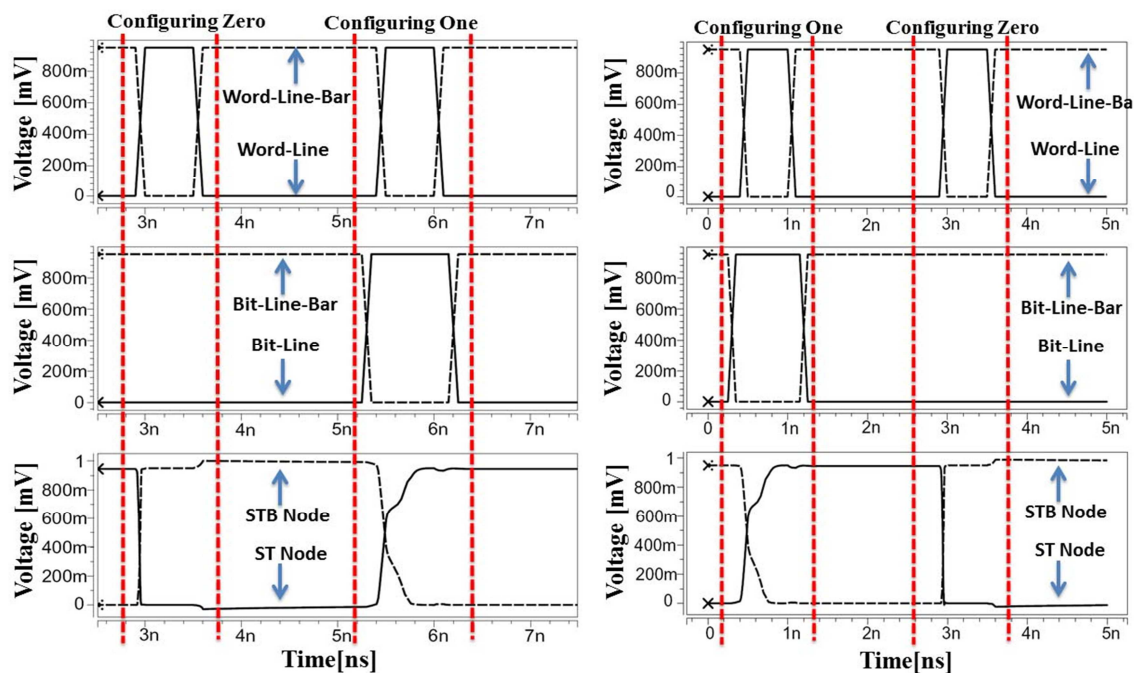 Configuring Zero
Configuring One
Voltage [mV]
800m
600m
400m
200m
0
Word-Line-Bar
Word-Line
3n 4n 5n 6n 7n
Voltage [mV]
800m
600m
400m
200m
0
Bit-Line-Bar
Bit-Line
3n 4n 5n 6n 7n
Voltage [mV]
1
800m
600m
400m
200m
0
STB Node
ST Node
3n 4n 5n 6n 7n
Time[ns]
Configuring One
Configuring Zero
Voltage [mV]
800m
600m
400m
200m
0
Word-Line-Ba
Word-Line
0 1n 2n 3n 4n 5n
Voltage [mV]
800m
600m
400m
200m
0
Bit-Line-Bar
Bit-Line
0 1n 2n 3n 4n 5n
Voltage [mV]
1
800m
600m
400m
200m
0
STB Node
ST Node
0 1n 2n 3n 4n 5n
Time[ns]